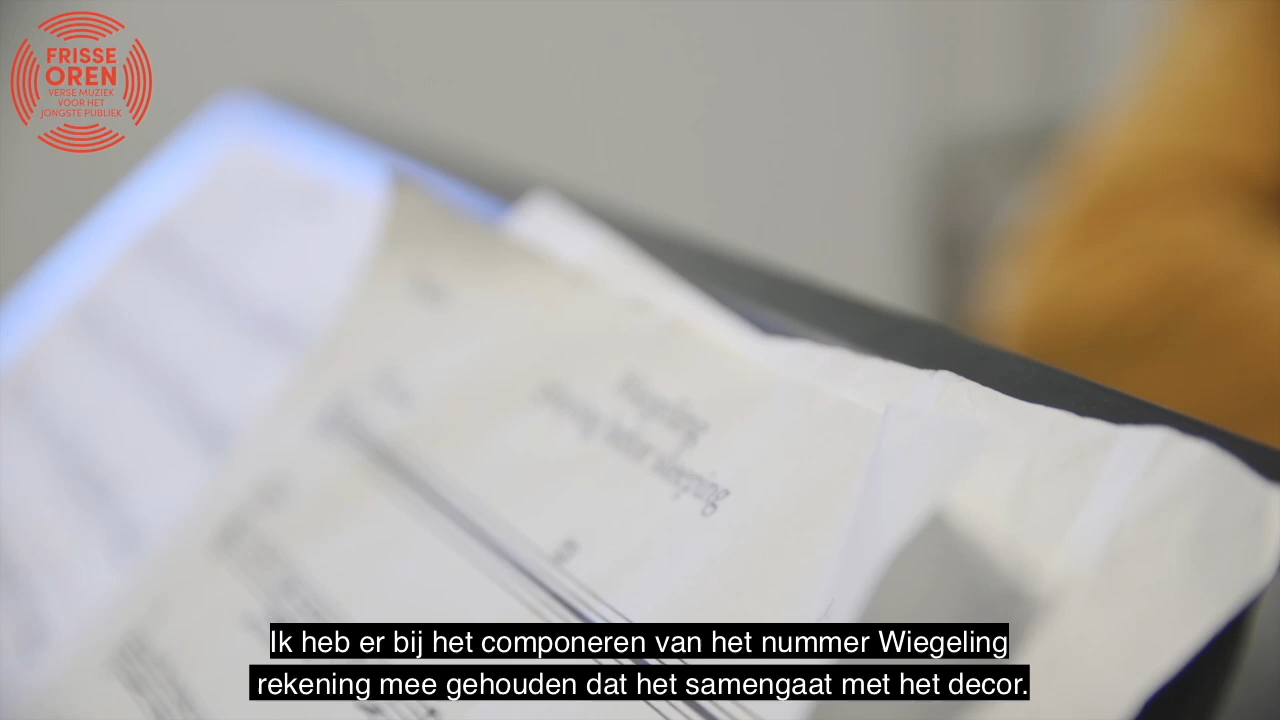 FRISSE
OREN
VERSE MUZIEK
VOOR HET
JONGSTE PUBLIEK
Wiegeling
Ik heb er bij het componeren van het nummer Wiegeling
rekening mee gehouden dat het samengaat met het decor.